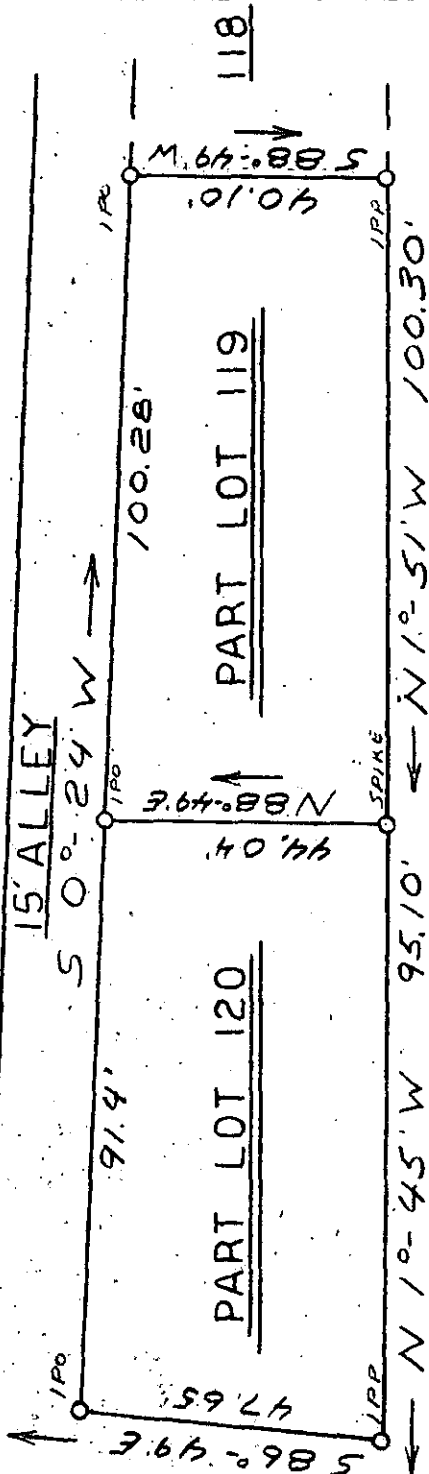 118
15' ALLEY
S 0°-24' W
IPO
100.28'
IPO
91.4'
IPO
S 88°-49' W
40.10'
IPP
PART LOT 119
N 88°-49' E
44.04'
SPIKE
PART LOT 120
S 86°-49' E
47.65'
IPP
N 1°-51' W 100.30'
N 1°-45' W 95.10'